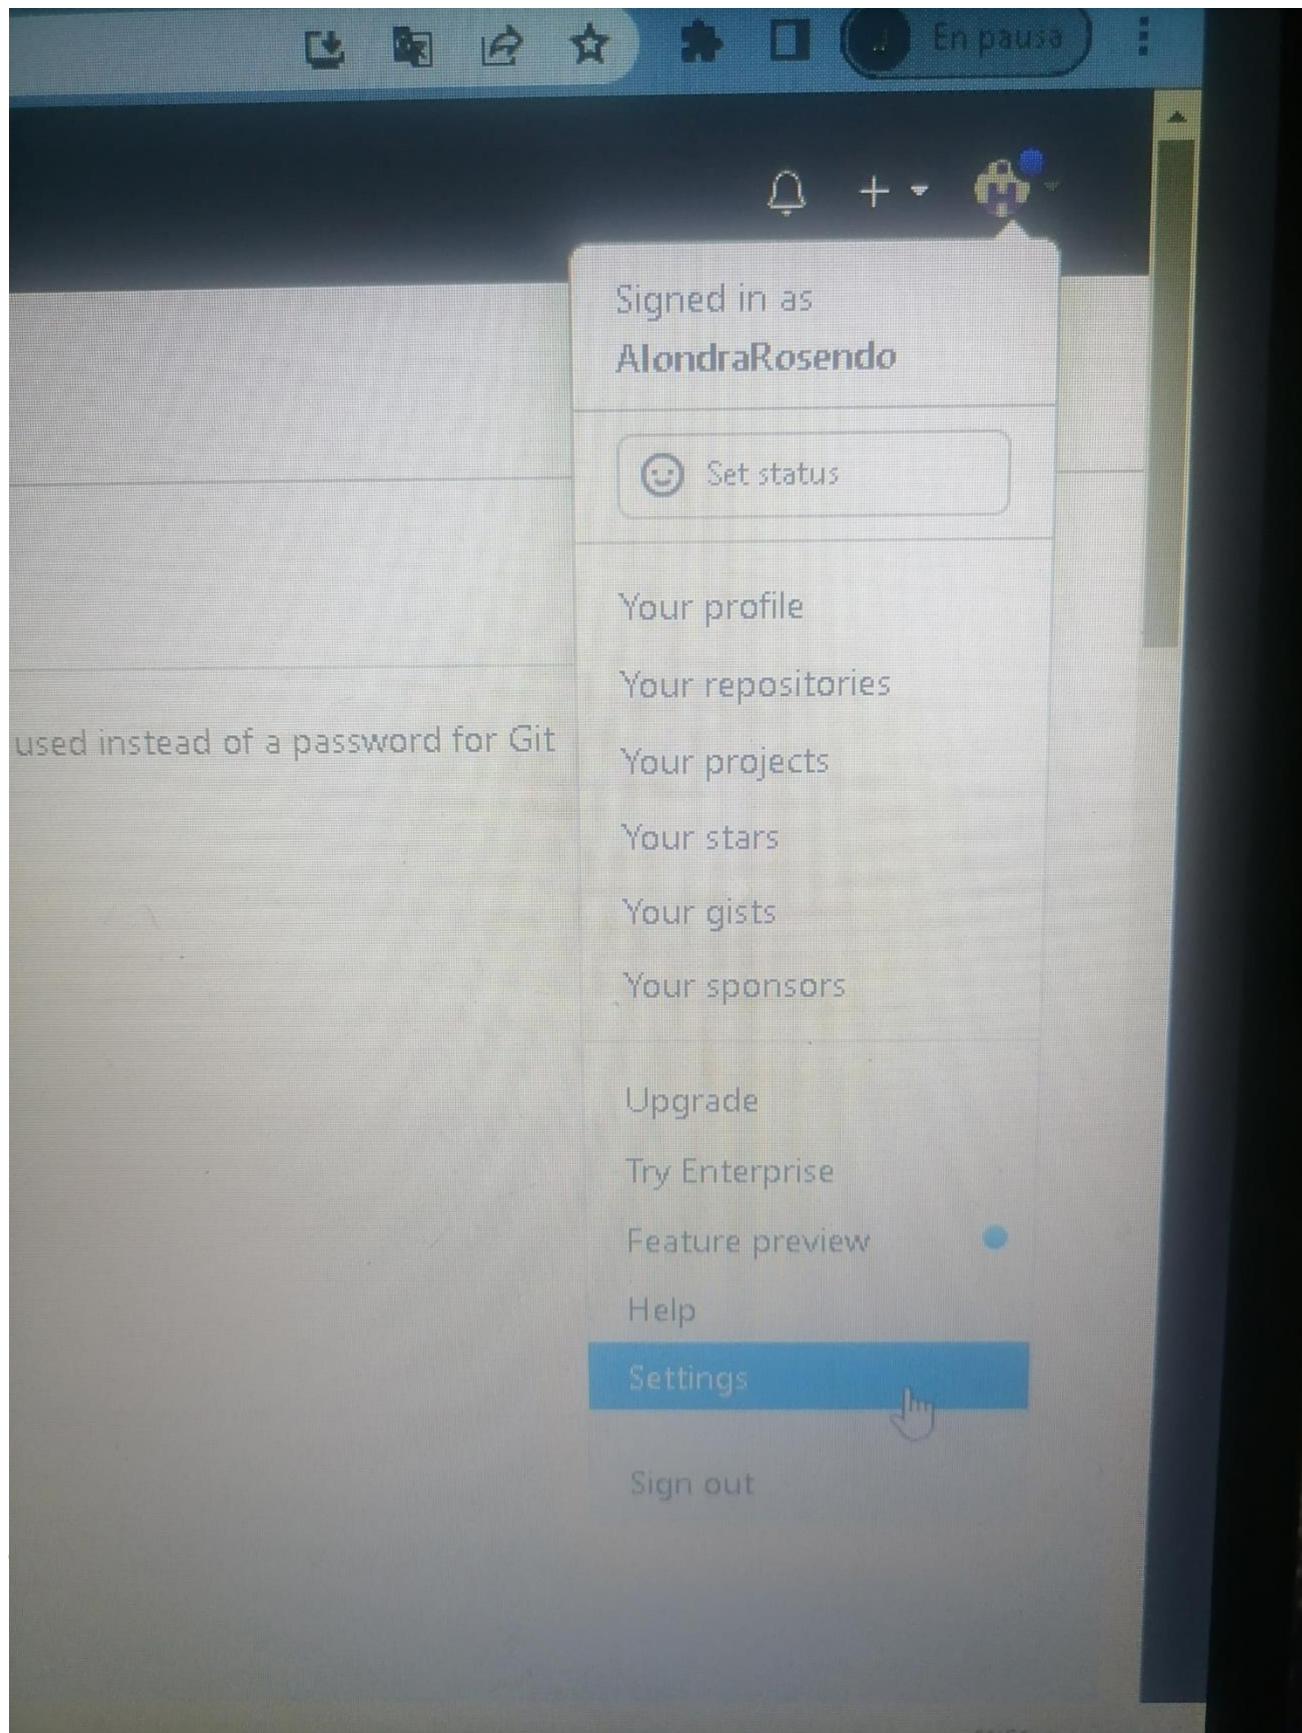 En pausa
Signed in as
AlondraRosendo
Set status
Your profile
Your repositories
used instead of a password for Git
Your projects
Your stars
Your gists
Your sponsors
Upgrade
Try Enterprise
Feature preview
Help
Settings
Sign out